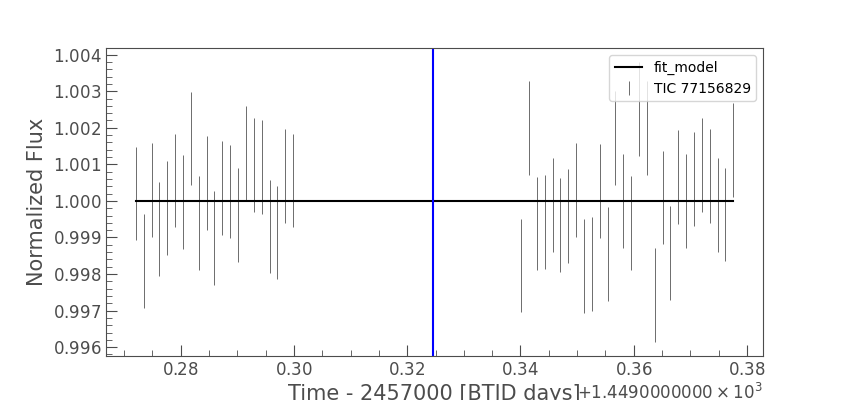 1.004
1.003
1.002
1.001
1.000
0.999
0.998
0.997
0.996
Normalized Flux
fit_model
TIC 77156829
0.28 0.30 0.32 0.34 0.36 0.38
Time - 2457000 [BTJD days]
+1.4490000000 × 10³